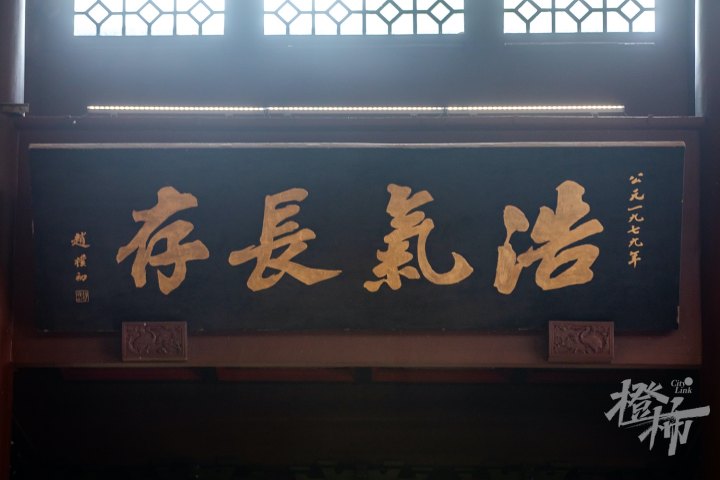 公元一九七九年
浩氣長存
趙樸初
橙柿
City Link